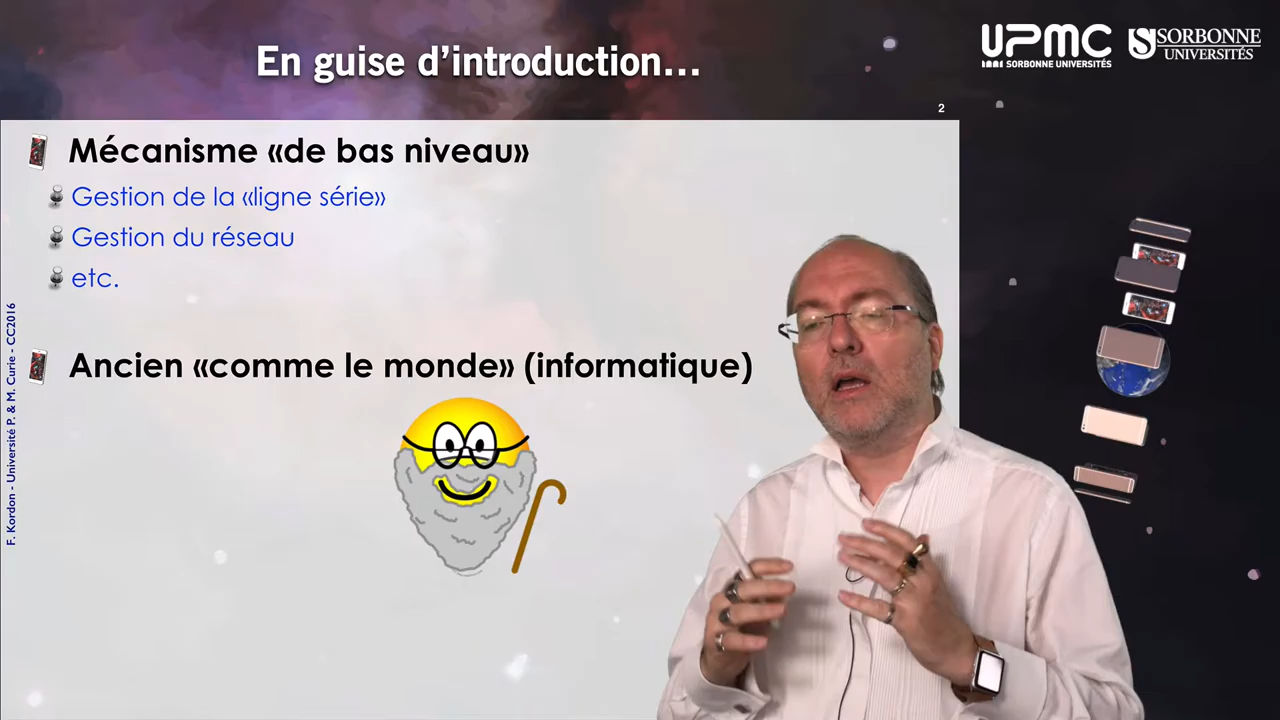 En guise d'introduction...
UPMC
SORBONNE UNIVERSITÉS
SORBONNE
UNIVERSITÉS
2
Mécanisme «de bas niveau»
Gestion de la «ligne série»
Gestion du réseau
etc.
Ancien «comme le monde» (informatique)
F. Kordon - Université P. & M. Curie - CC2016